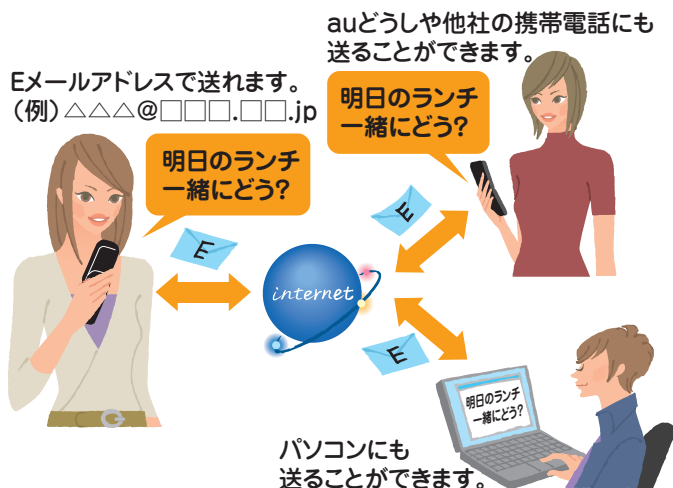 auどうしや他社の携帯電話にも
送ることができます。
Eメールアドレスで送れます。
（例）△△△@□□□.□□.jp
明日のランチ
一緒にどう?
明日のランチ
一緒にどう?
E
E
internet
E
明日のランチ
一緒にどう?
パソコンにも
送ることができます。